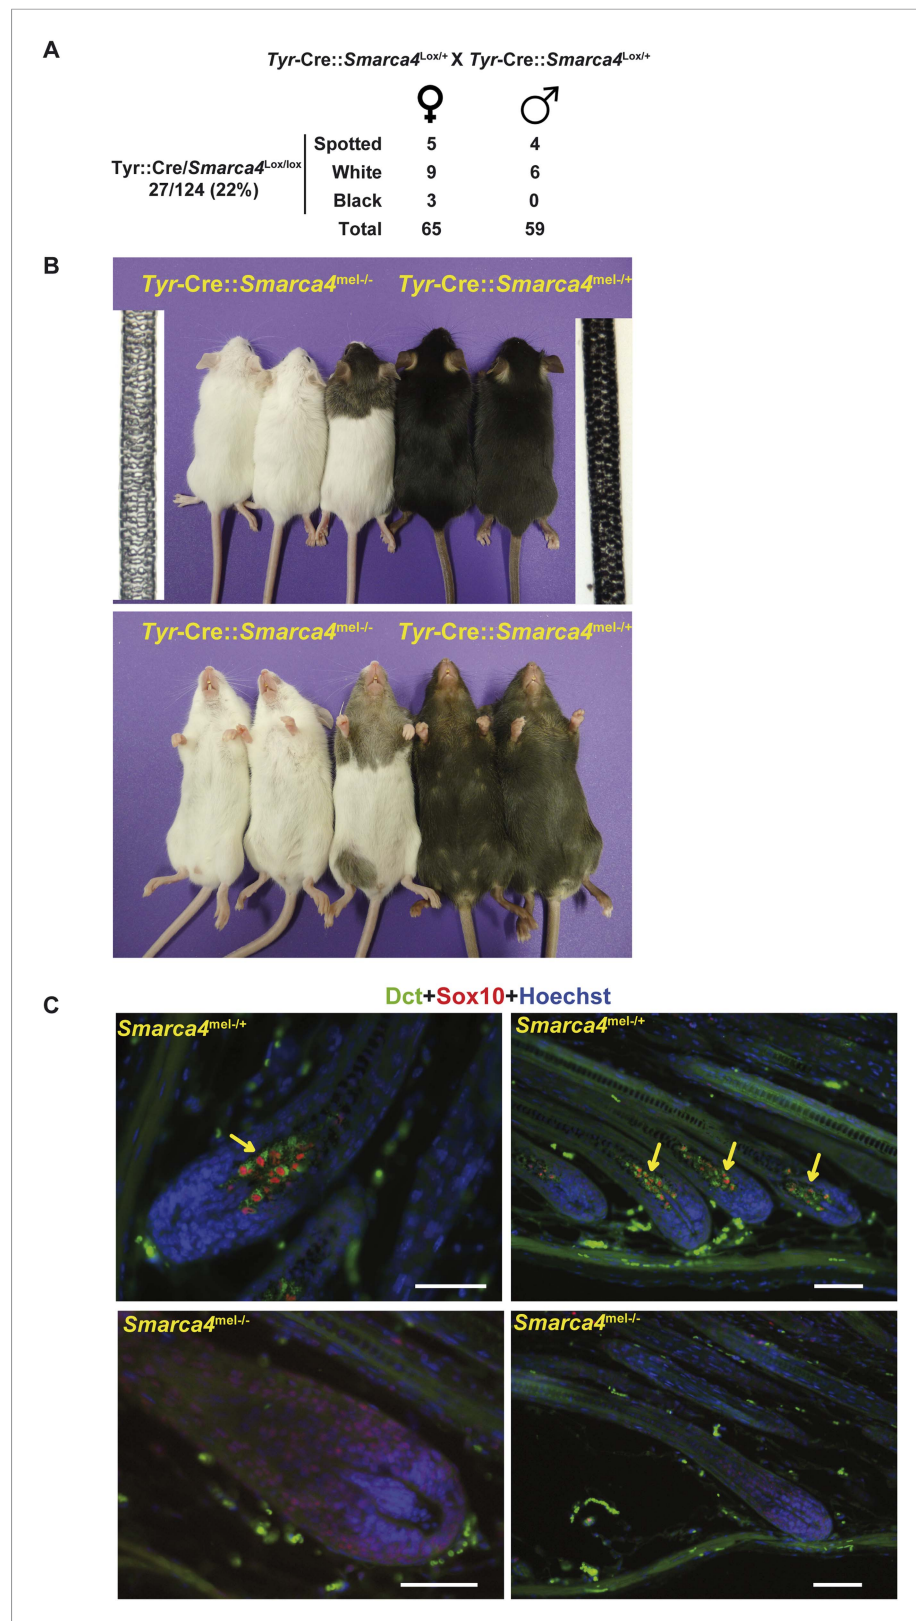 A
Tyr-Cre::Smarca4Lox/+ X Tyr-Cre::Smarca4Lox/+
♀ ♂
Spotted 5 4
Tyr::Cre/Smarca4Lox/lox
White 9 6
27/124 (22%)
Black 3 0
Total 65 59
B
Tyr-Cre::Smarca4mel-/- Tyr-Cre::Smarca4mel-/+
Tyr-Cre::Smarca4mel-/- Tyr-Cre::Smarca4mel-/+
C
Dct+Sox10+Hoechst
Smarca4mel-/+ Smarca4mel-/+
Smarca4mel-/- Smarca4mel-/-